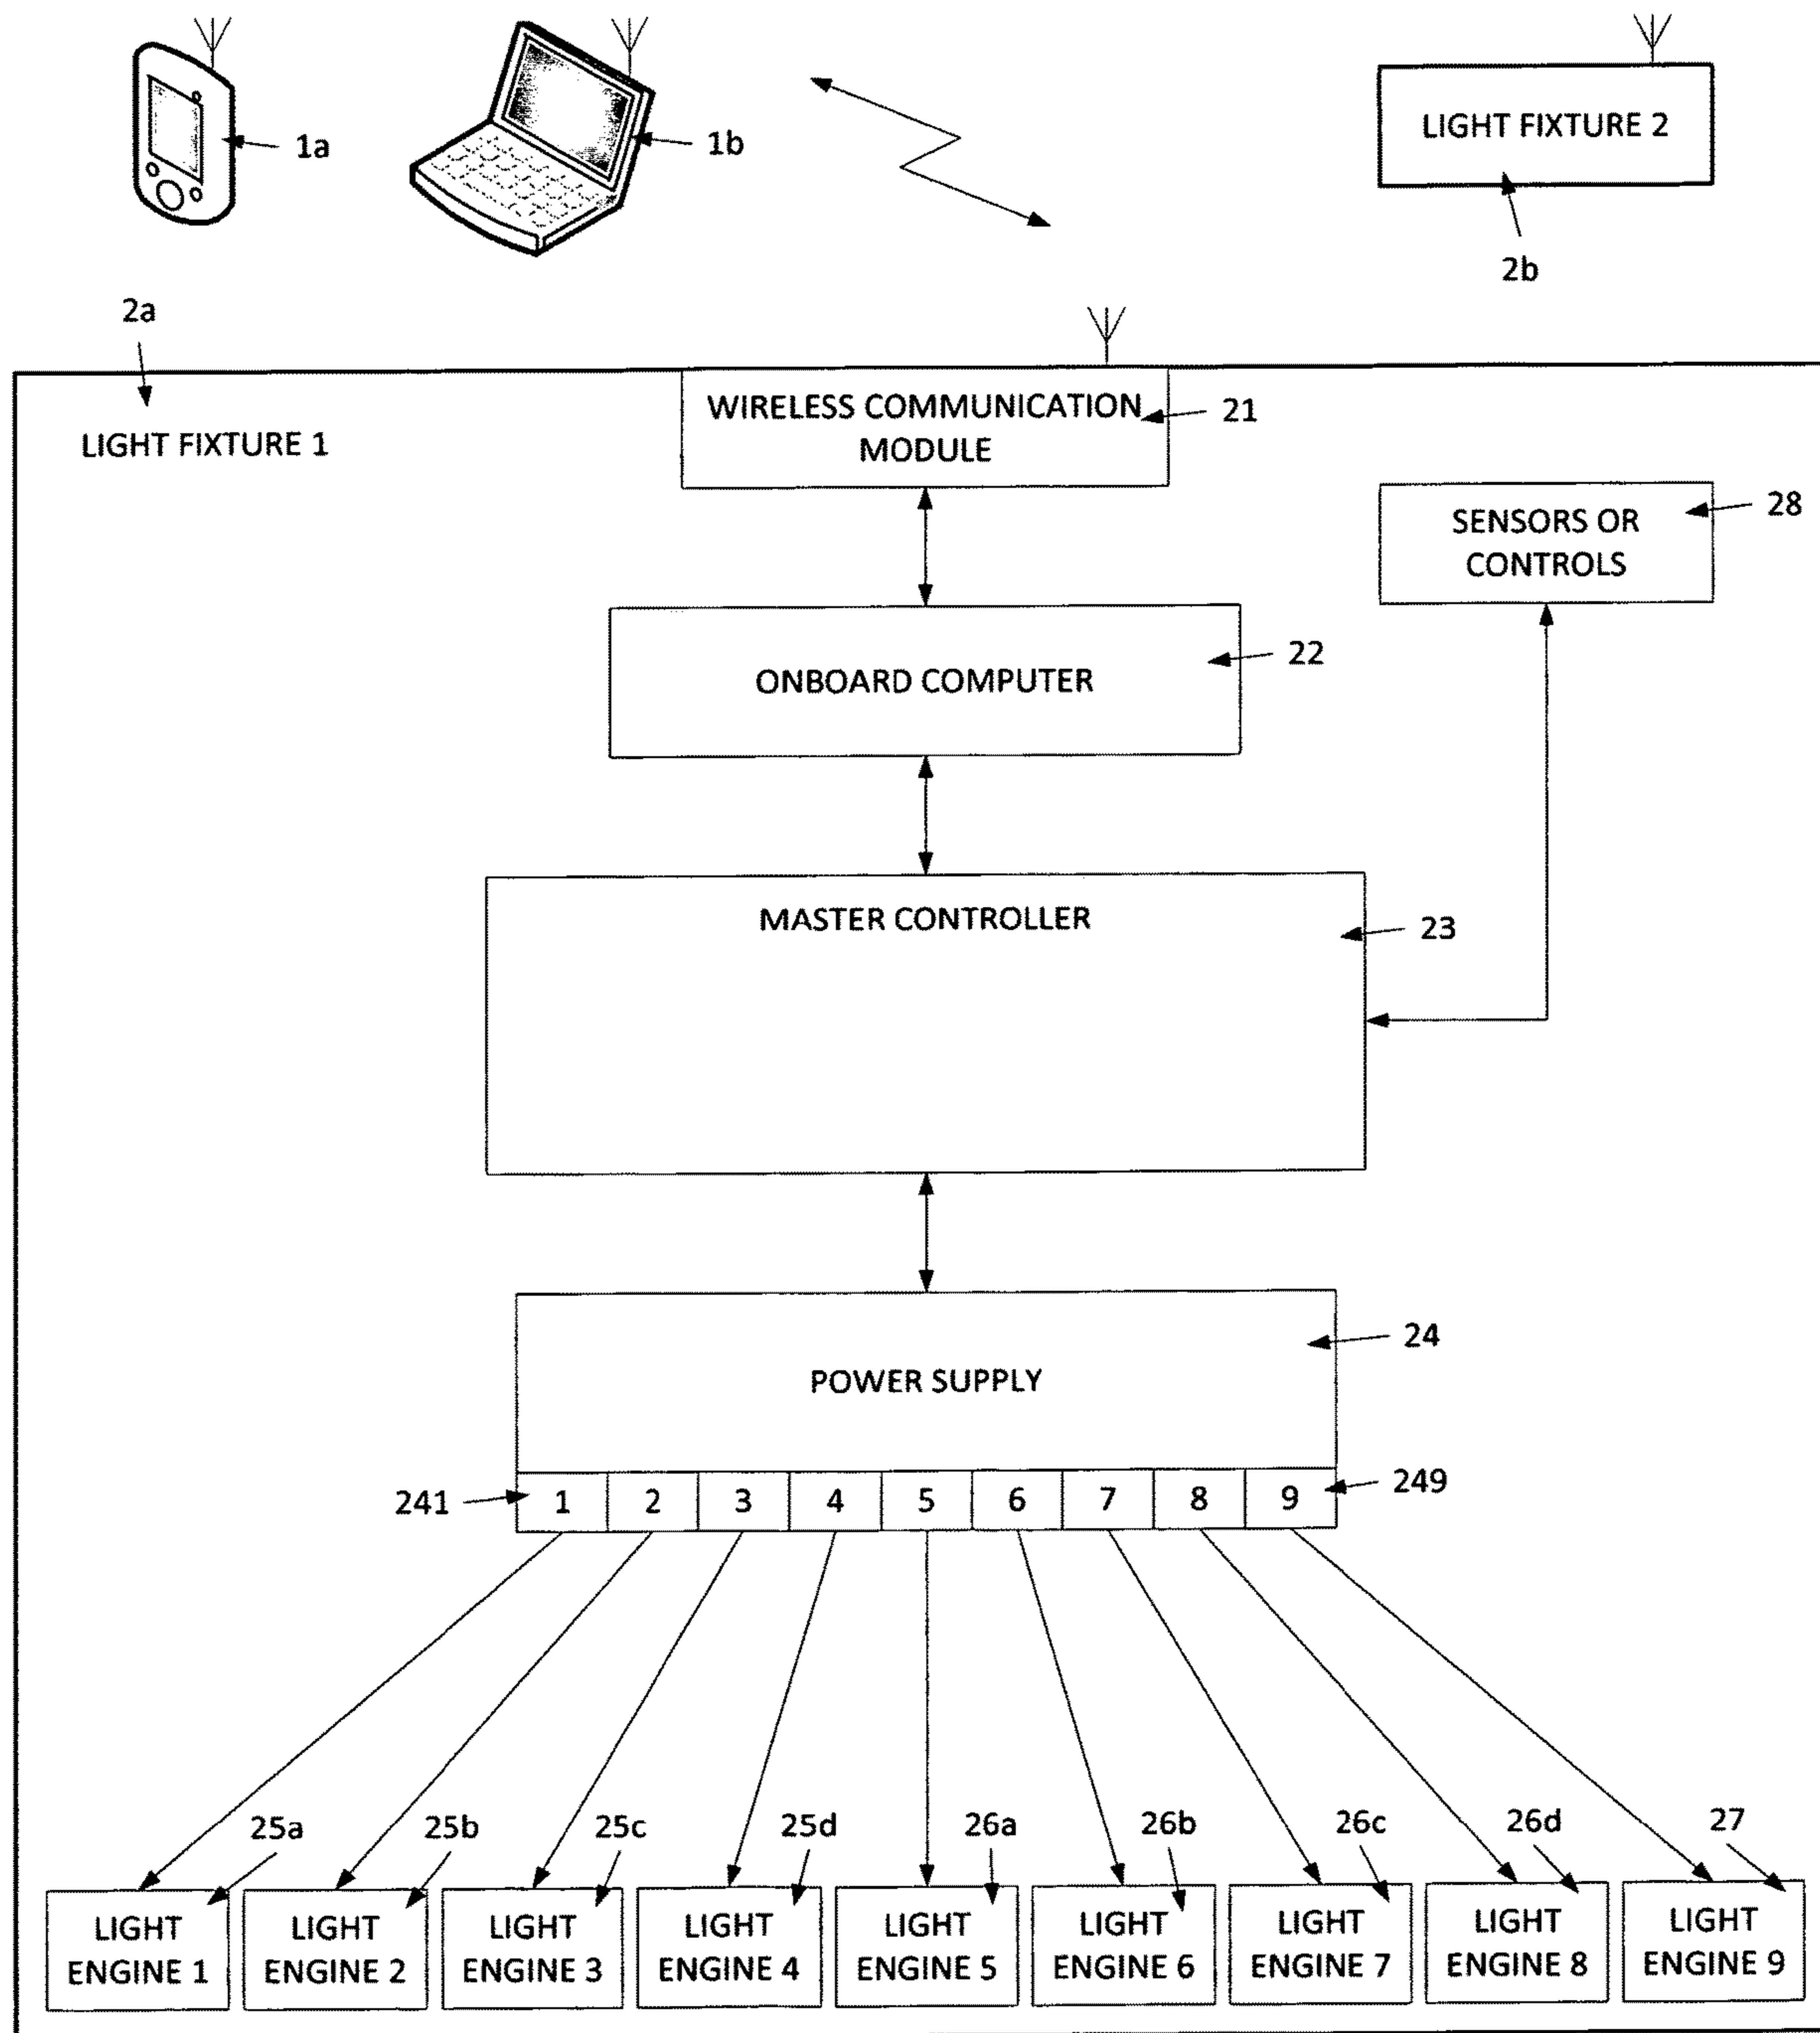 1a
1b
LIGHT FIXTURE 2
2b
2a
LIGHT FIXTURE 1
WIRELESS COMMUNICATION
MODULE
21
SENSORS OR
CONTROLS
28
ONBOARD COMPUTER
22
MASTER CONTROLLER
23
POWER SUPPLY
24
241
1 2 3 4 5 6 7 8 9
249
25a 25b 25c 25d 26a 26b 26c 26d 27
LIGHT
ENGINE 1
LIGHT
ENGINE 2
LIGHT
ENGINE 3
LIGHT
ENGINE 4
LIGHT
ENGINE 5
LIGHT
ENGINE 6
LIGHT
ENGINE 7
LIGHT
ENGINE 8
LIGHT
ENGINE 9